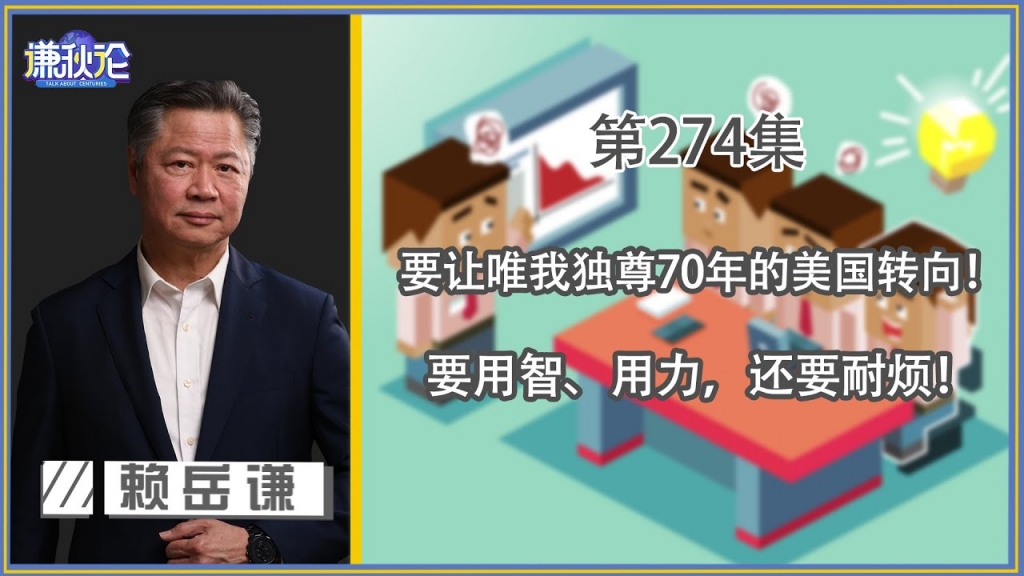 谦秋论
TALK ABOUT CENTURIES
第274集
要让唯我独尊70年的美国转向！
要用智、用力，还要耐烦！
赖岳谦